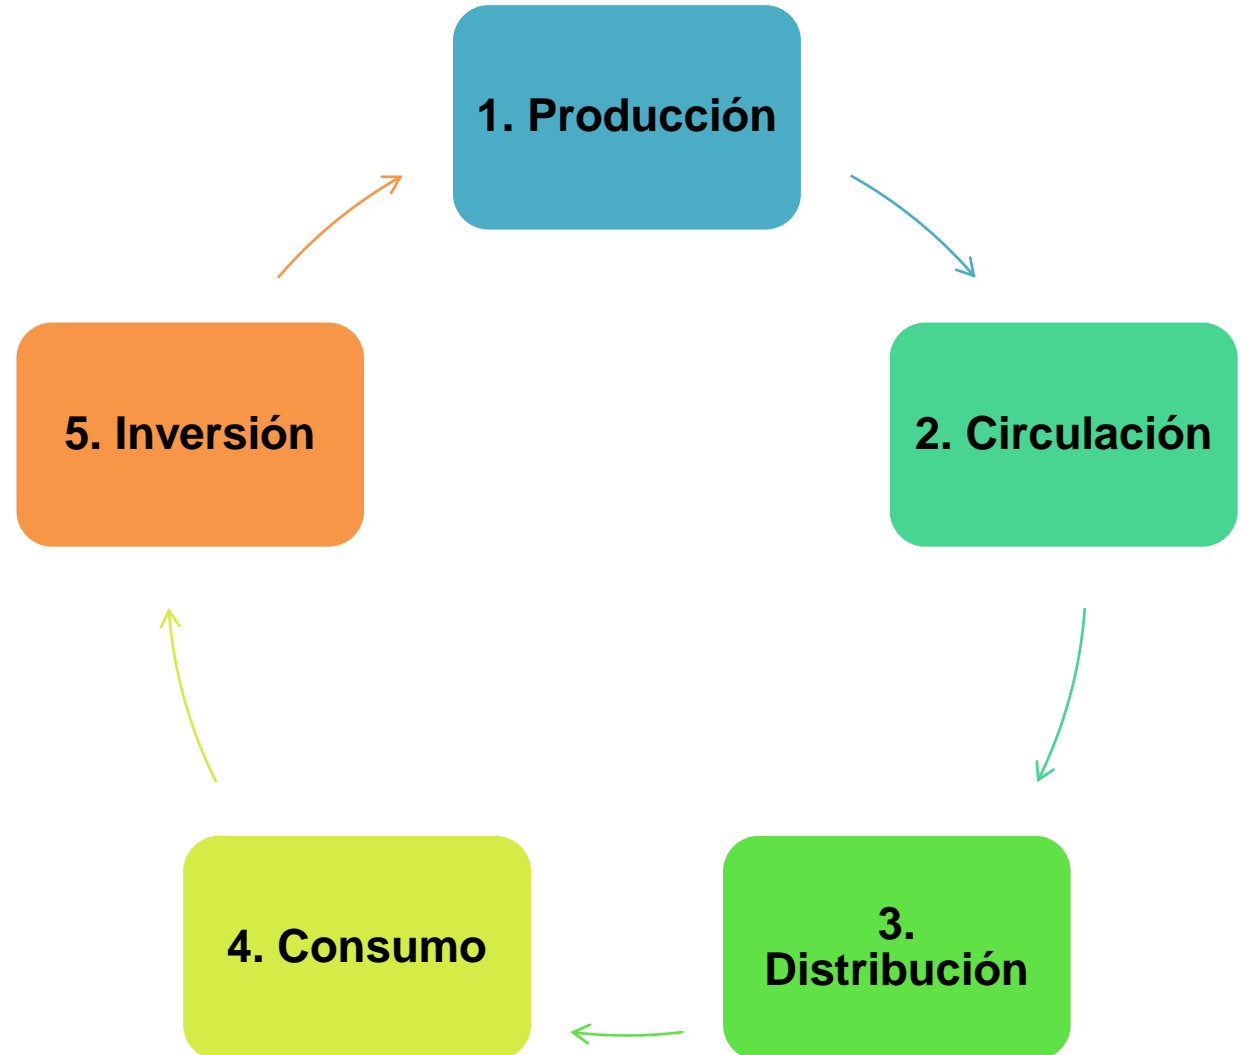 1. Producción
2. Circulación
3.
Distribución
4. Consumo
5. Inversión